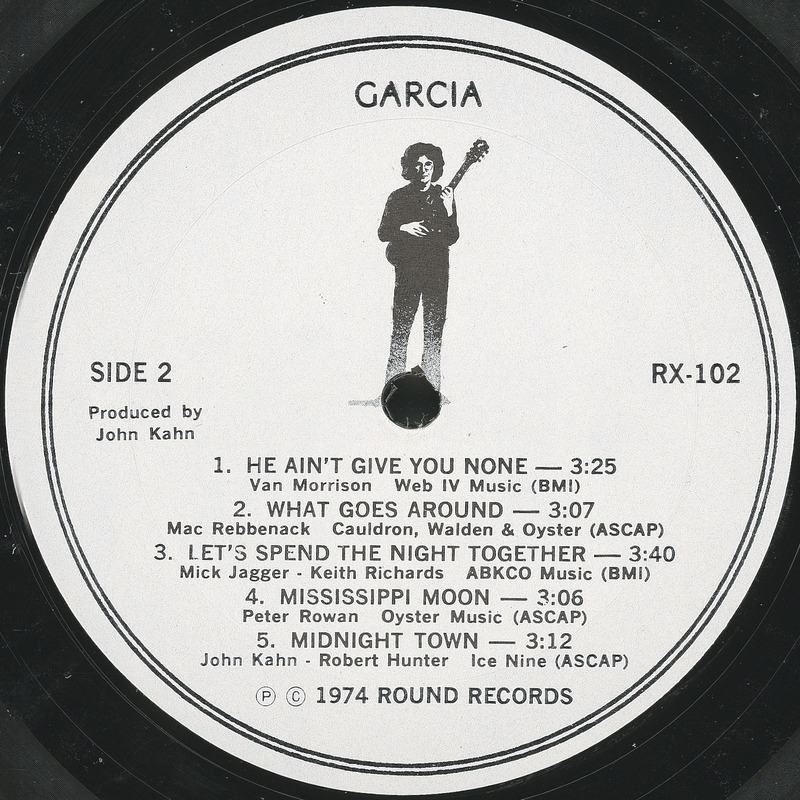 GARCIA
SIDE 2
RX-102
Produced by
John Kahn
1. HE AIN'T GIVE YOU NONE — 3:25
Van Morrison Web IV Music (BMI)
2. WHAT GOES AROUND — 3:07
Mac Rebbenack Cauldron, Walden & Oyster (ASCAP)
3. LET'S SPEND THE NIGHT TOGETHER — 3:40
Mick Jagger - Keith Richards ABKCO Music (BMI)
4. MISSISSIPPI MOON — 3:06
Peter Rowan Oyster Music (ASCAP)
5. MIDNIGHT TOWN — 3:12
John Kahn - Robert Hunter Ice Nine (ASCAP)
Ⓟ Ⓒ 1974 ROUND RECORDS